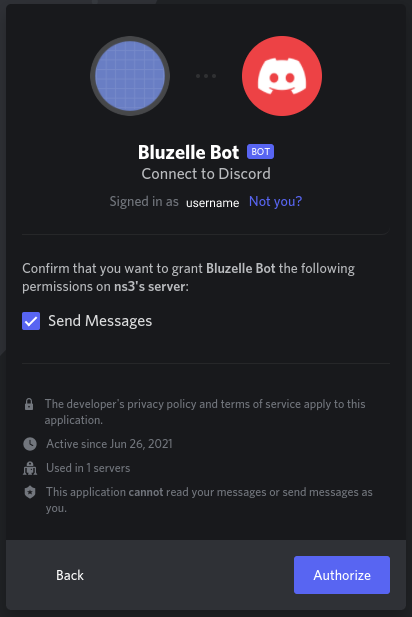 Bluzelle Bot BOT
Connect to Discord
Signed in as username Not you?
Confirm that you want to grant Bluzelle Bot the following
permissions on ns3's server:
Send Messages
The developer's privacy policy and terms of service apply to this
application.
Active since Jun 26, 2021
Used in 1 servers
This application cannot read your messages or send messages as
you.
Back Authorize